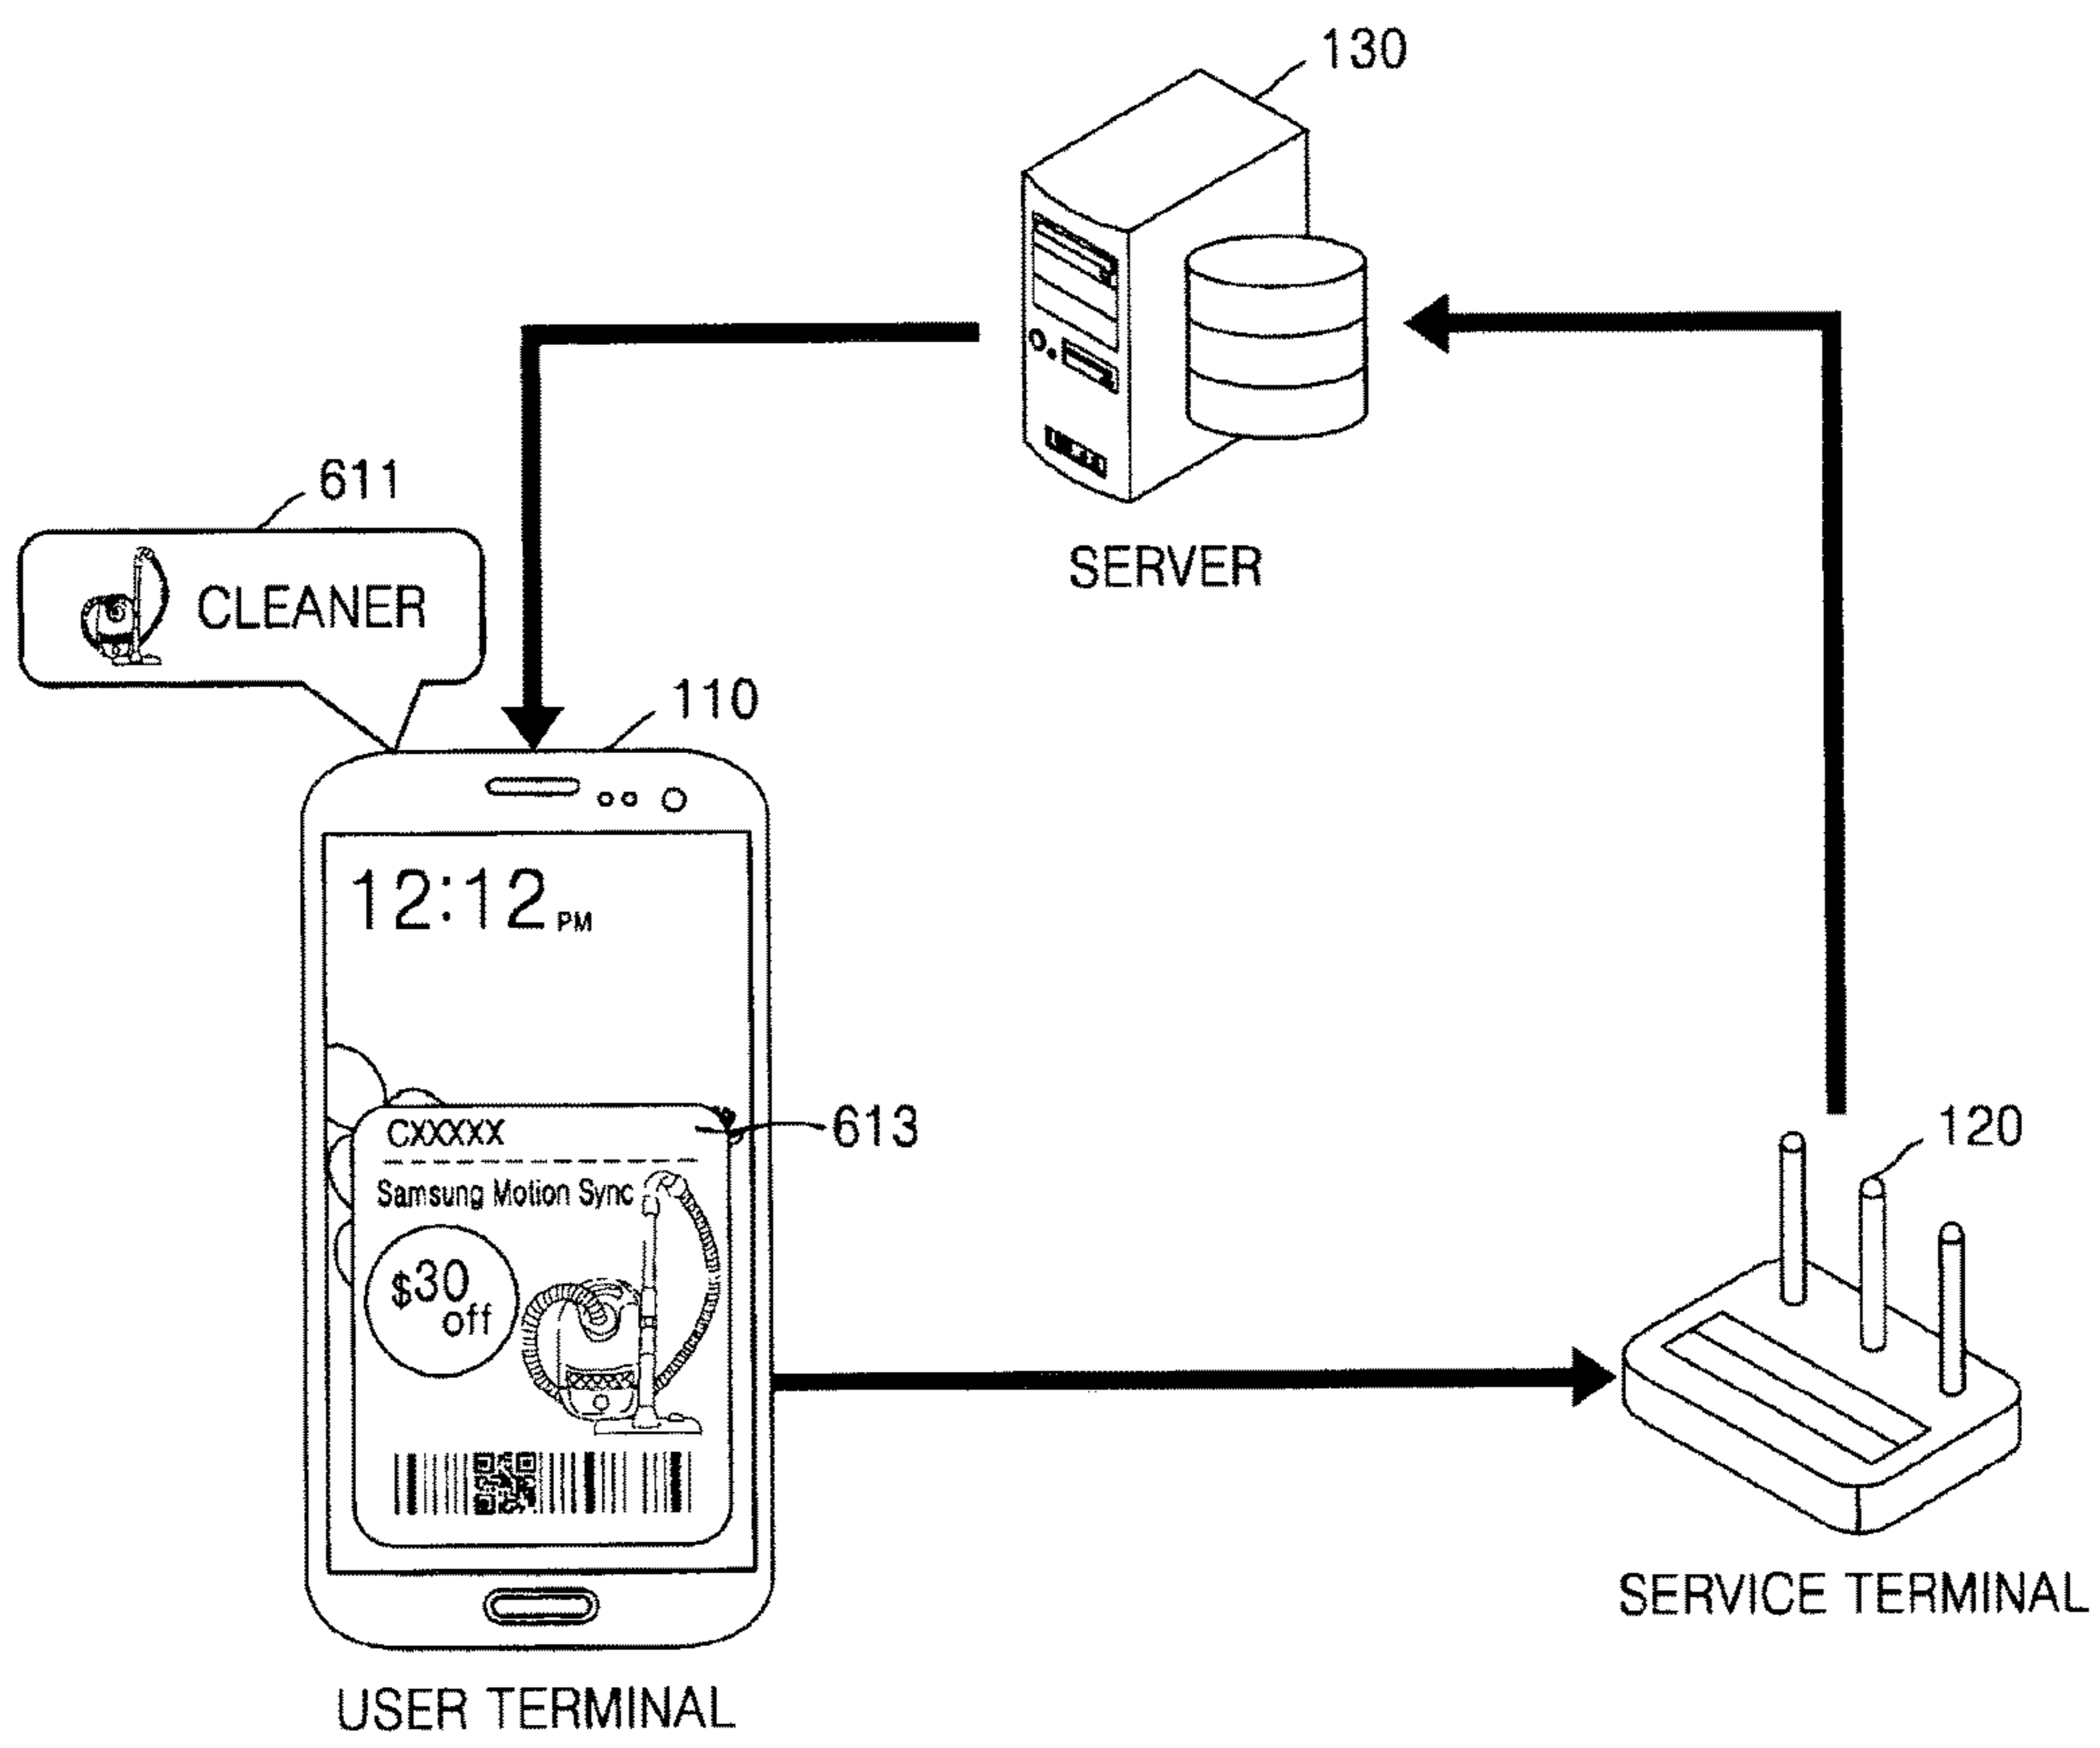 130
SERVER
611
CLEANER
110
12:12 PM
CXXXXX
613
Samsung Motion Sync
$30
off
120
SERVICE TERMINAL
USER TERMINAL